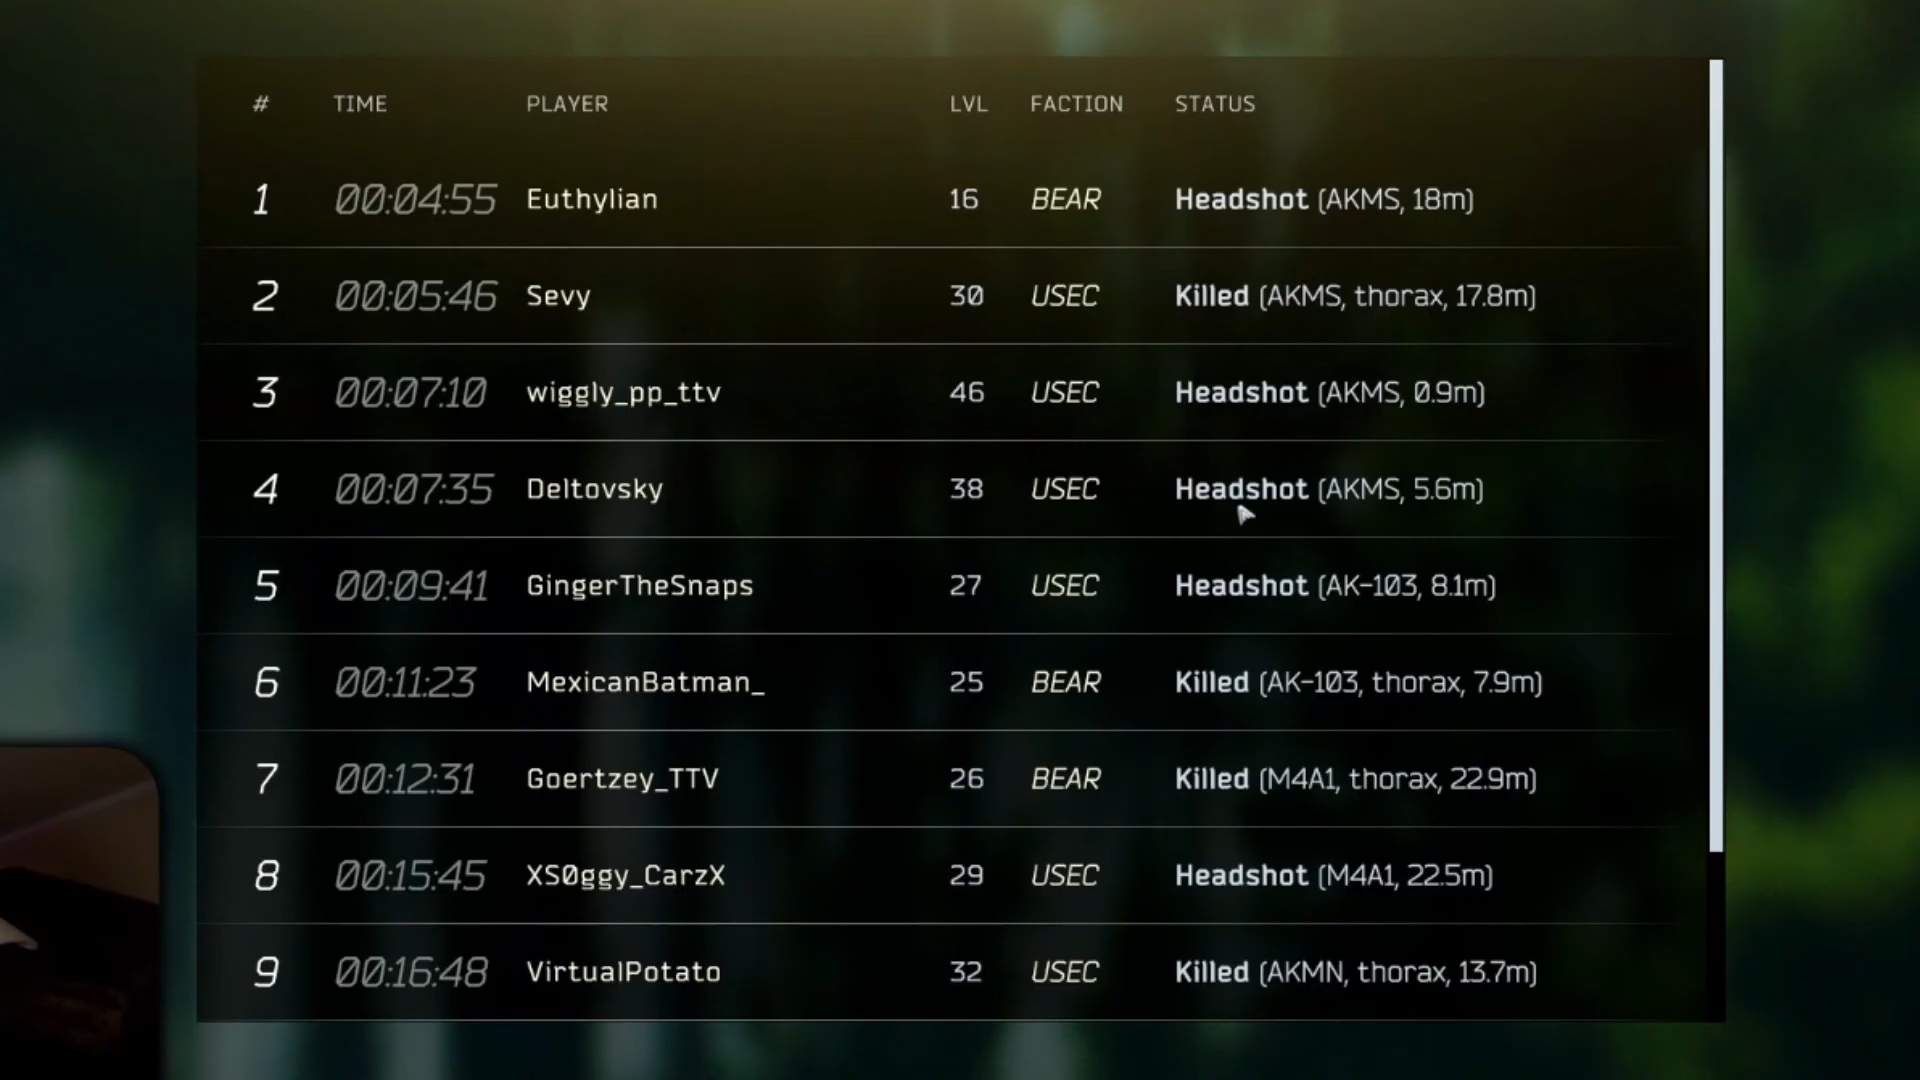 # TIME PLAYER LVL FACTION STATUS
1 00:04:55 Euthylian 16 BEAR Headshot (AKMS, 18m)
2 00:05:46 Sevy 30 USEC Killed (AKMS, thorax, 17.8m)
3 00:07:10 wiggly_pp_ttv 46 USEC Headshot (AKMS, 0.9m)
4 00:07:35 Deltovsky 38 USEC Headshot (AKMS, 5.6m)
5 00:09:41 GingerTheSnaps 27 USEC Headshot (AK-103, 8.1m)
6 00:11:23 MexicanBatman_ 25 BEAR Killed (AK-103, thorax, 7.9m)
7 00:12:31 Goertzey_TTV 26 BEAR Killed (M4A1, thorax, 22.9m)
8 00:15:45 XS0ggy_CarzX 29 USEC Headshot (M4A1, 22.5m)
9 00:16:48 VirtualPotato 32 USEC Killed (AKMN, thorax, 13.7m)